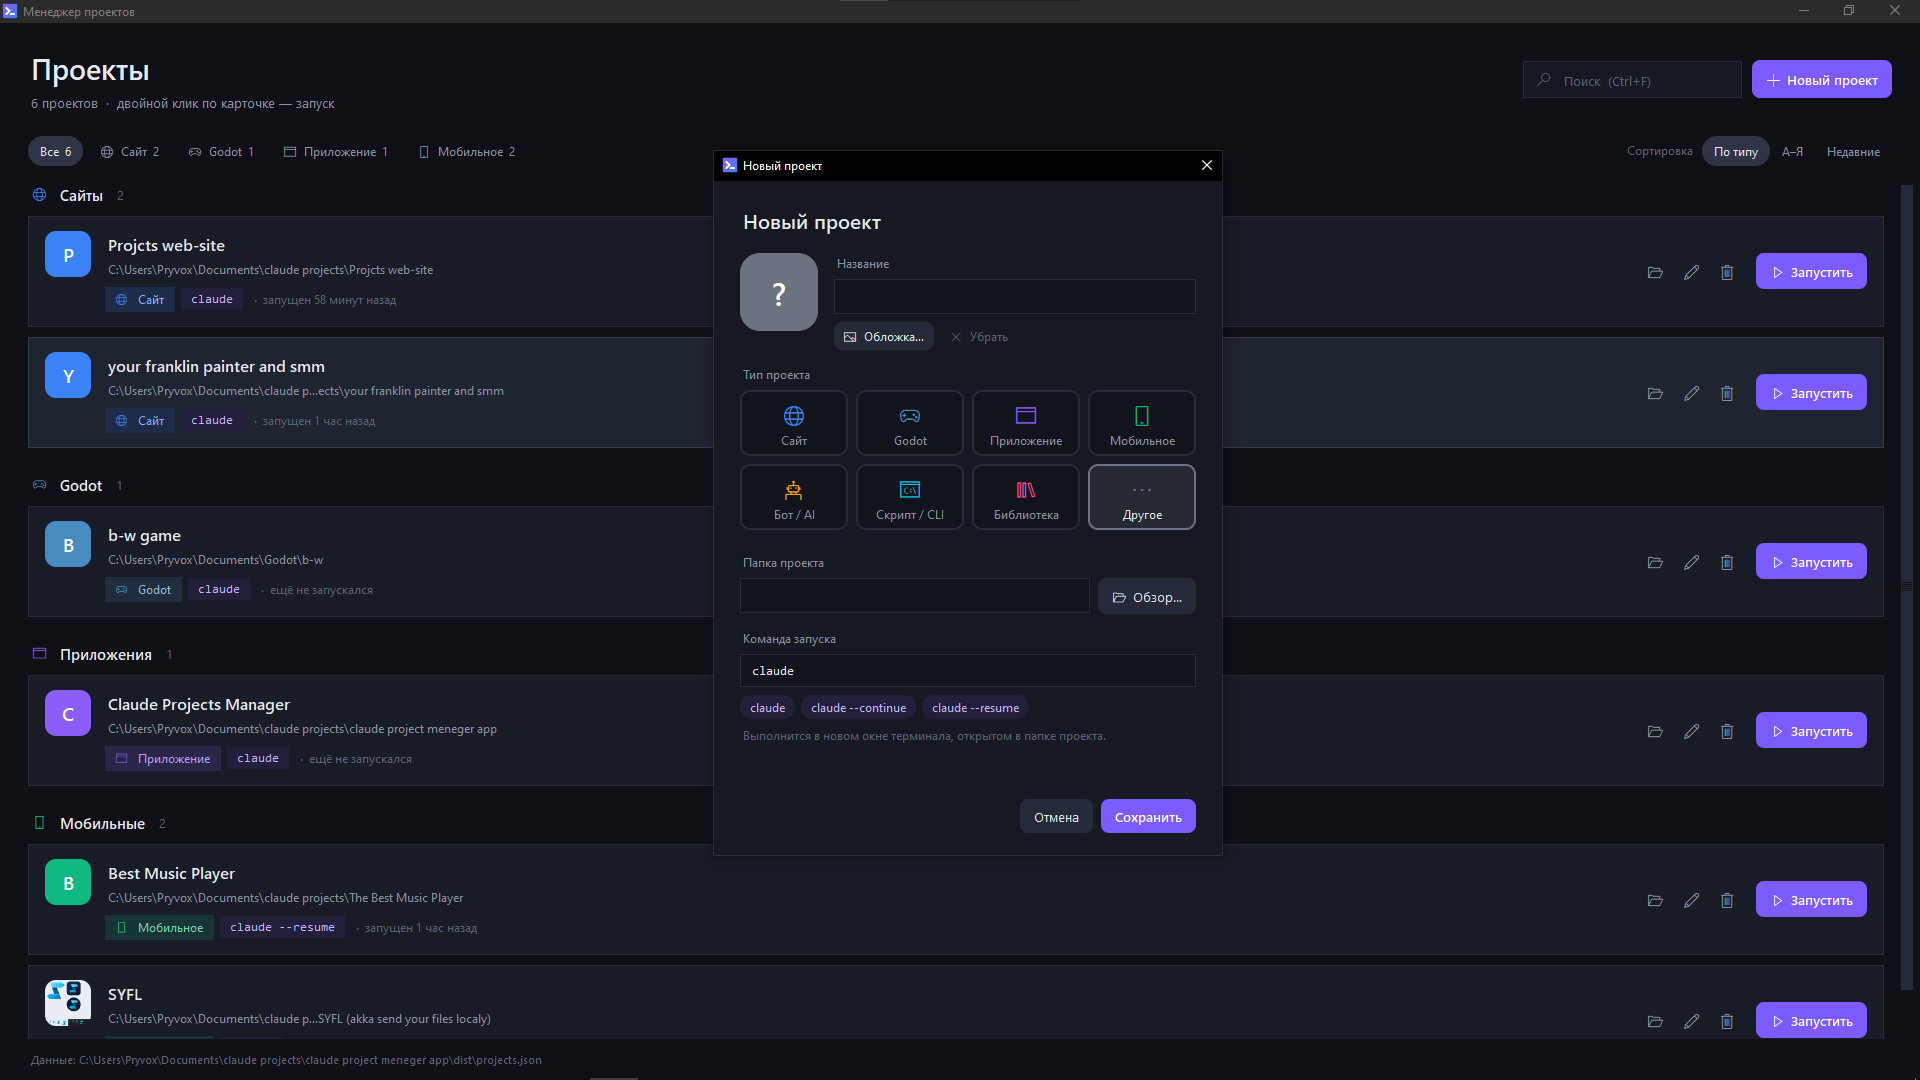 Менеджер проектов
Проекты
6 проектов · двойной клик по карточке — запуск
Поиск (Ctrl+F)
Новый проект
Все 6
Сайт 2
Godot 1
Приложение 1
Мобильное 2
Сортировка
По типу
А–Я
Недавние
Сайты 2
P
Projcts web-site
C:\Users\Pryvox\Documents\claude projects\Projcts web-site
Сайт
claude
· запущен 58 минут назад
Запустить
Y
your franklin painter and smm
C:\Users\Pryvox\Documents\claude p...ects\your franklin painter and smm
Сайт
claude
· запущен 1 час назад
Запустить
Godot 1
B
b-w game
C:\Users\Pryvox\Documents\Godot\b-w
Godot
claude
· ещё не запускался
Запустить
Приложения 1
C
Claude Projects Manager
C:\Users\Pryvox\Documents\claude projects\claude project meneger app
Приложение
claude
· ещё не запускался
Запустить
Мобильные 2
B
Best Music Player
C:\Users\Pryvox\Documents\claude projects\The Best Music Player
Мобильное
claude --resume
· запущен 1 час назад
Запустить
SYFL
C:\Users\Pryvox\Documents\claude p...SYFL (akka send your files localy)
Запустить
Данные: C:\Users\Pryvox\Documents\claude projects\claude project meneger app\dist\projects.json
Новый проект
Новый проект
?
Название
Обложка...
Убрать
Тип проекта
Сайт
Godot
Приложение
Мобильное
Бот / AI
C:\
Скрипт / CLI
Библиотека
Другое
Папка проекта
Обзор...
Команда запуска
claude
claude
claude --continue
claude --resume
Выполнится в новом окне терминала, открытом в папке проекта.
Отмена
Сохранить